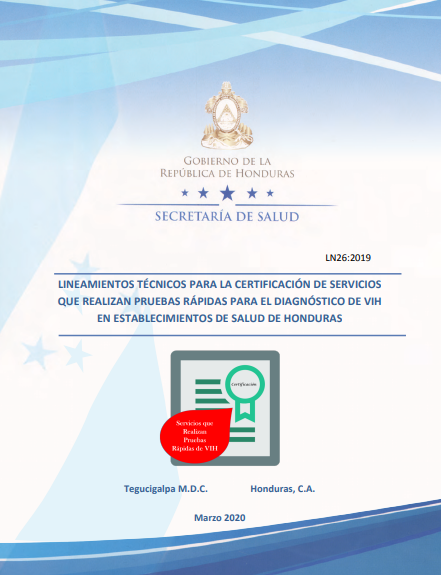 GOBIERNO DE LA
REPÚBLICA DE HONDURAS
SECRETARÍA DE SALUD
LN26:2019
LINEAMIENTOS TÉCNICOS PARA LA CERTIFICACIÓN DE SERVICIOS
QUE REALIZAN PRUEBAS RÁPIDAS PARA EL DIAGNÓSTICO DE VIH
EN ESTABLECIMIENTOS DE SALUD DE HONDURAS
Certificación
Servicios que
Realizan
Pruebas
Rápidas de VIH
Tegucigalpa M.D.C. Honduras, C.A.
Marzo 2020